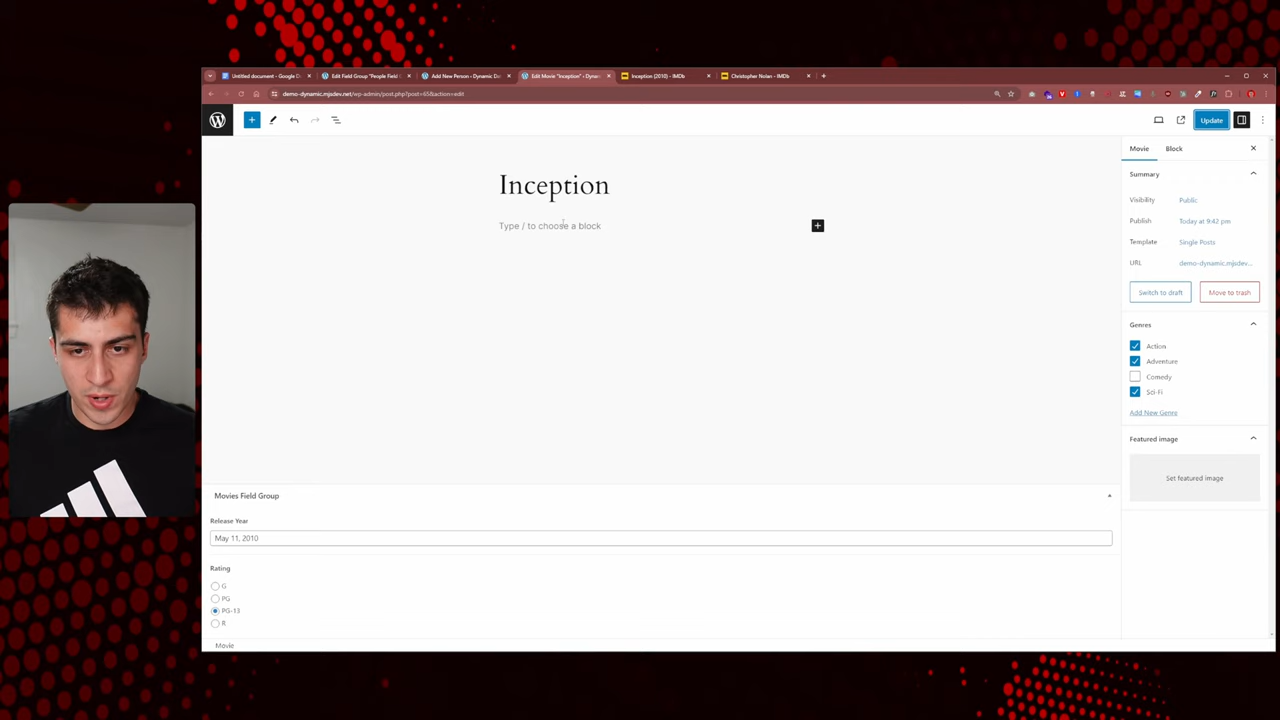 Untitled document - Google D
Edit Field Group "People Field G
Add New Person - Dynamic Da
Edit Movie "Inception" - Dynam
Inception (2010) - IMDb
Christopher Nolan - IMDb
demo-dynamic.mjsdev.net/wp-admin/post.php?post=65&action=edit
Update
Inception
Type / to choose a block
Movie
Block
Summary
Visibility
Public
Publish
Today at 9:42 pm
Template
Single Posts
URL
demo-dynamic.mjsdev...
Switch to draft
Move to trash
Genres
Action
Adventure
Comedy
Sci-Fi
Add New Genre
Featured image
Set featured image
Movies Field Group
Release Year
May 11, 2010
Rating
G
PG
PG-13
R
Movie